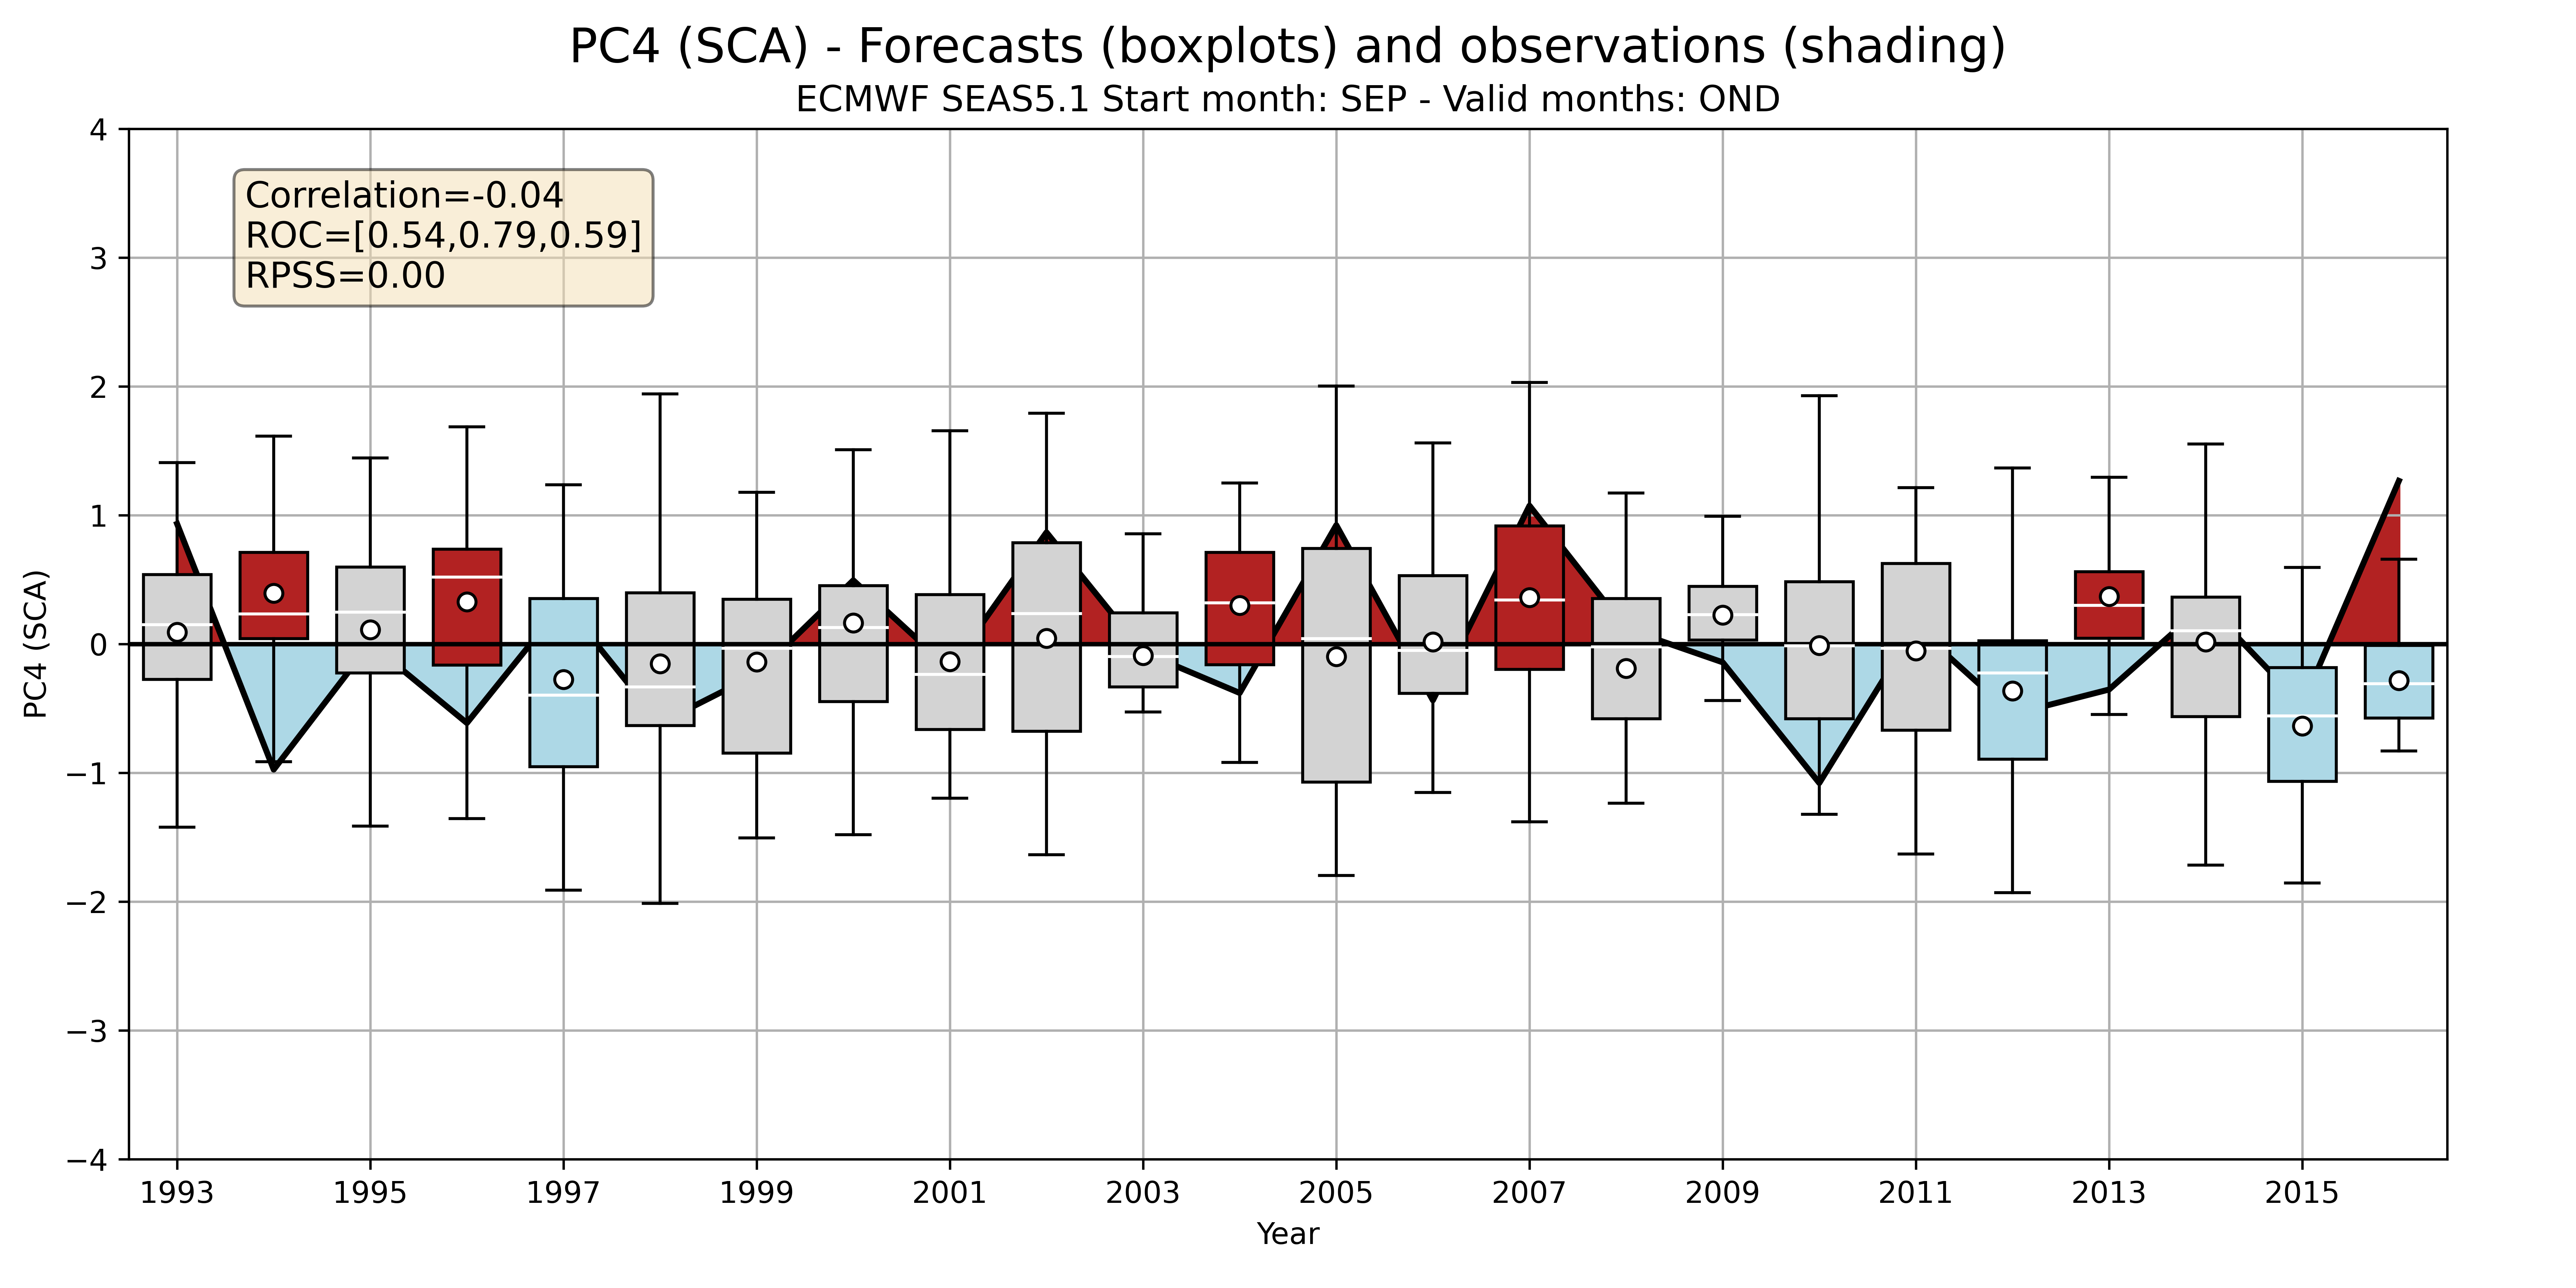 PC4 (SCA) - Forecasts (boxplots) and observations (shading)
ECMWF SEAS5.1 Start month: SEP - Valid months: OND
Correlation=-0.04
ROC=[0.54,0.79,0.59]
RPSS=0.00
PC4 (SCA)
4
3
2
1
0
−1
−2
−3
−4
1993 1995 1997 1999 2001 2003 2005 2007 2009 2011 2013 2015
Year